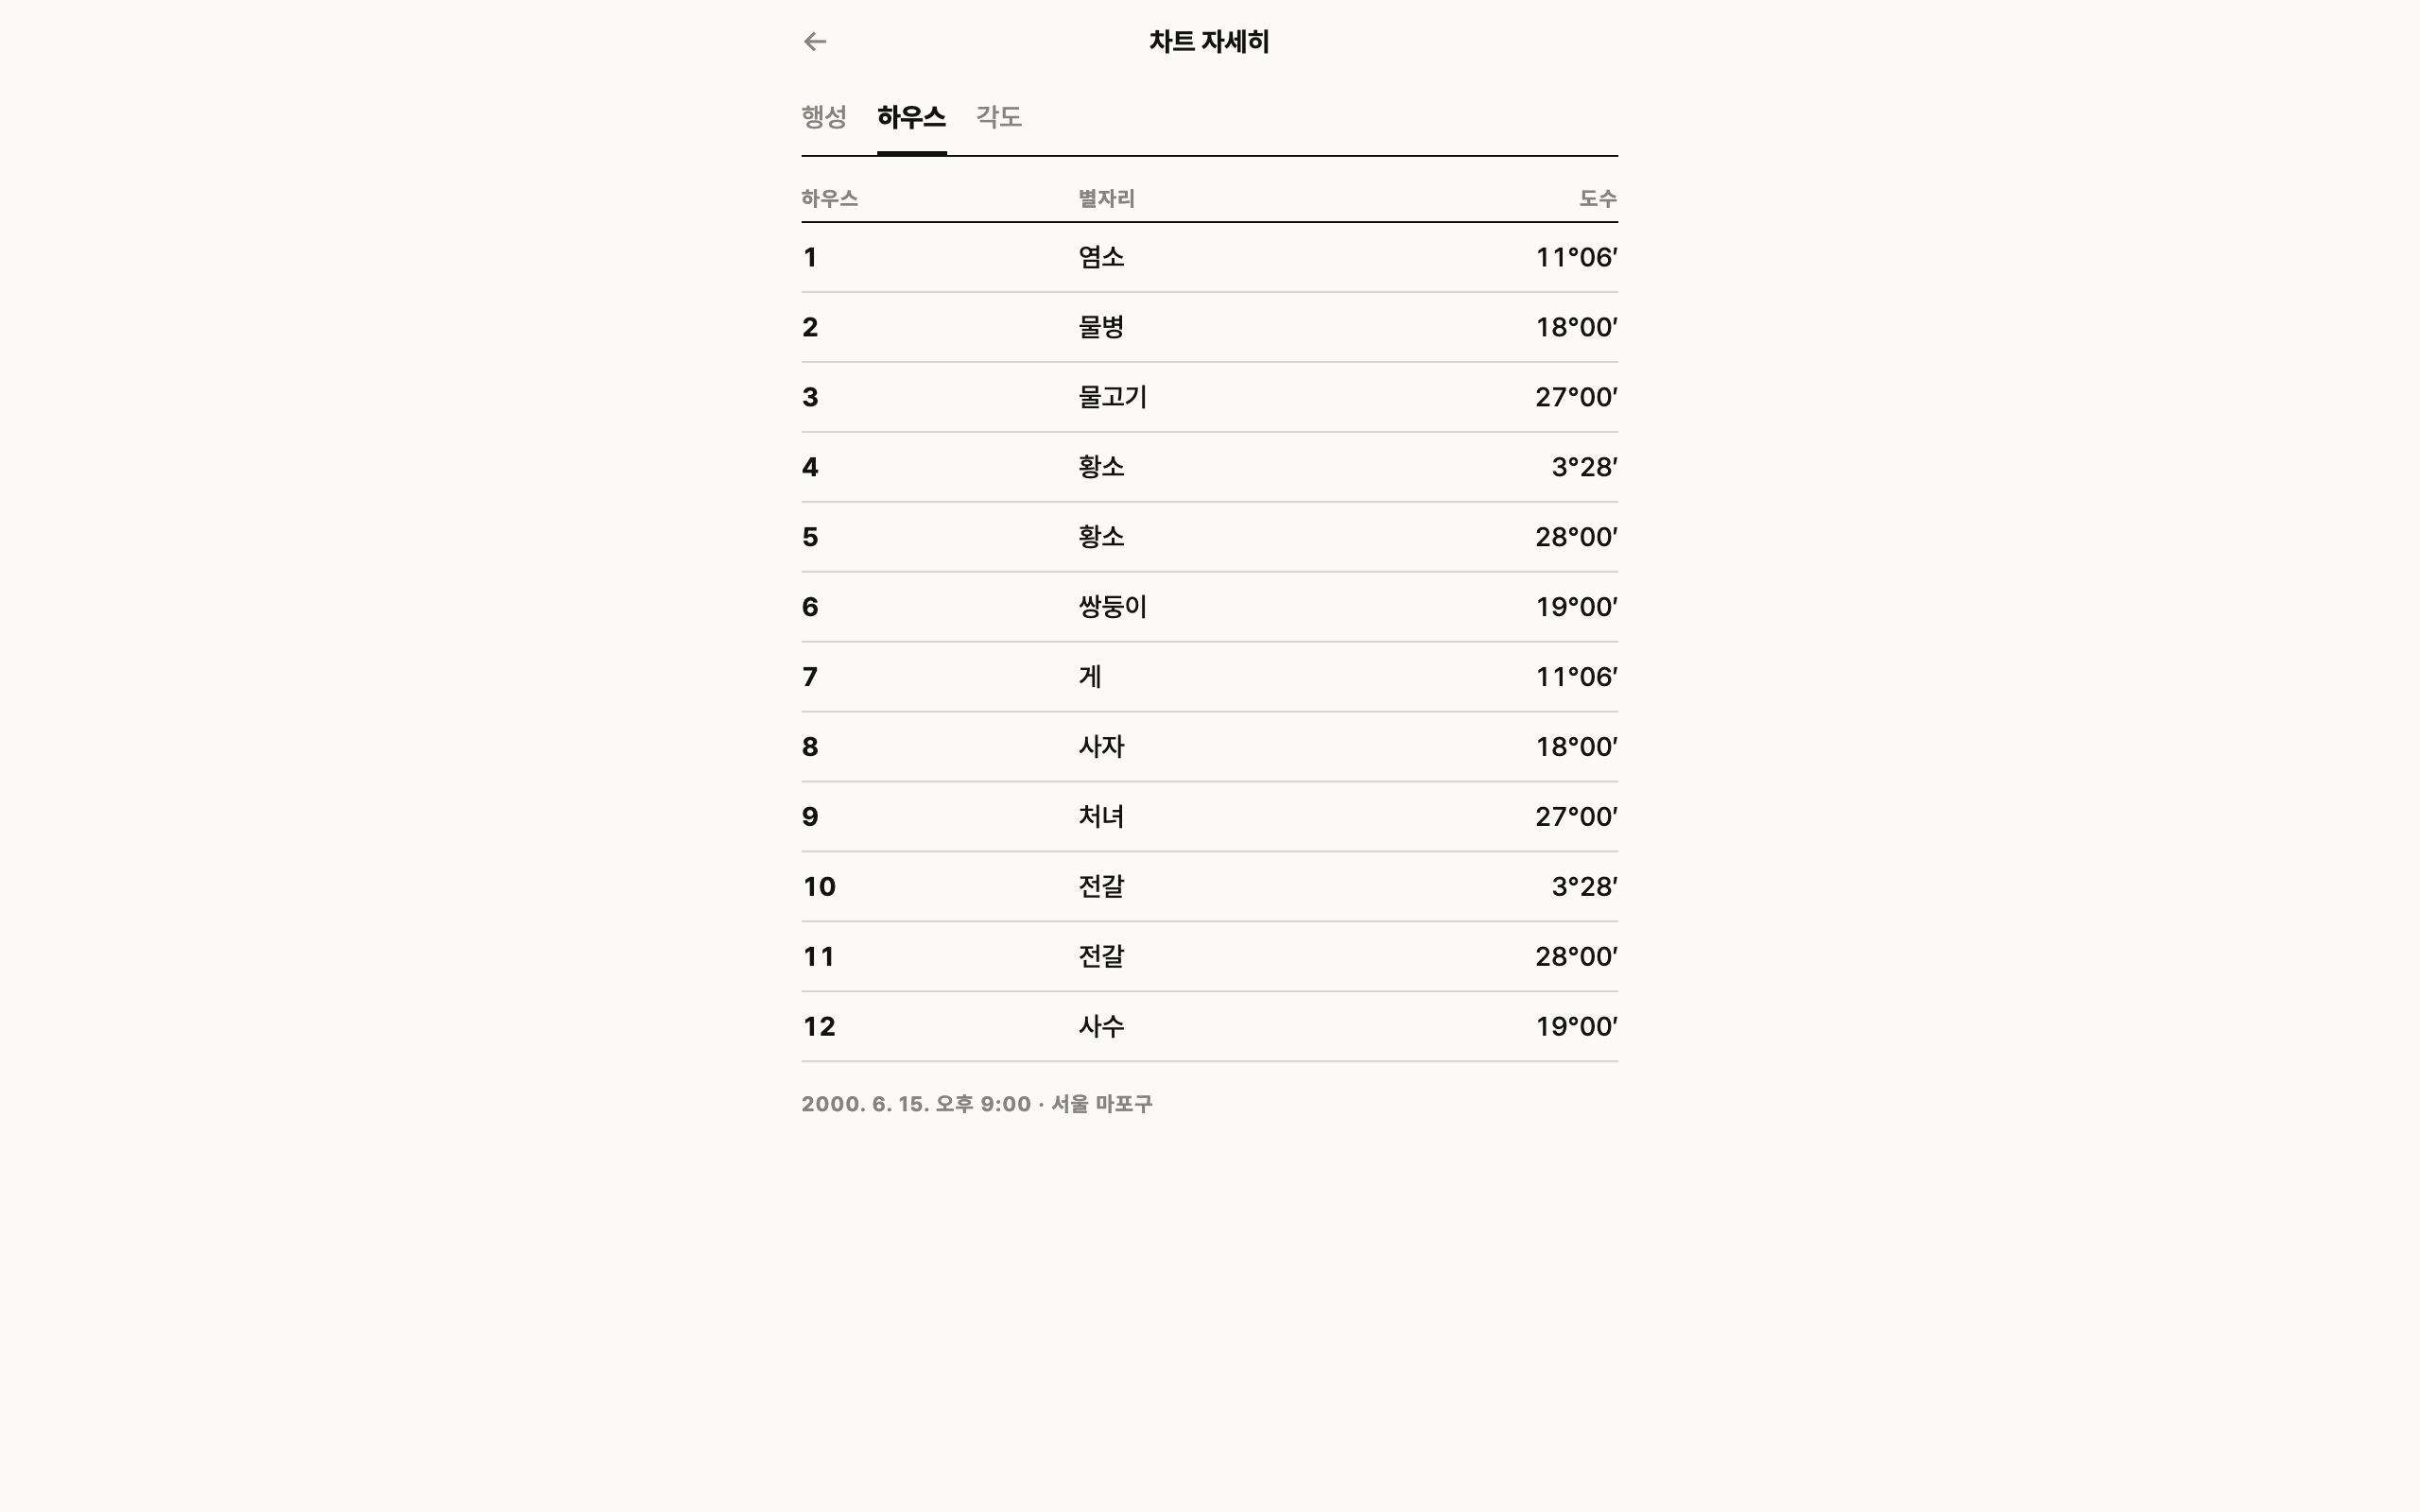 차트 자세히
행성 하우스 각도
하우스 별자리 도수
1 염소 11°06′
2 물병 18°00′
3 물고기 27°00′
4 황소 3°28′
5 황소 28°00′
6 쌍둥이 19°00′
7 게 11°06′
8 사자 18°00′
9 처녀 27°00′
10 전갈 3°28′
11 전갈 28°00′
12 사수 19°00′
2000. 6. 15. 오후 9:00 · 서울 마포구